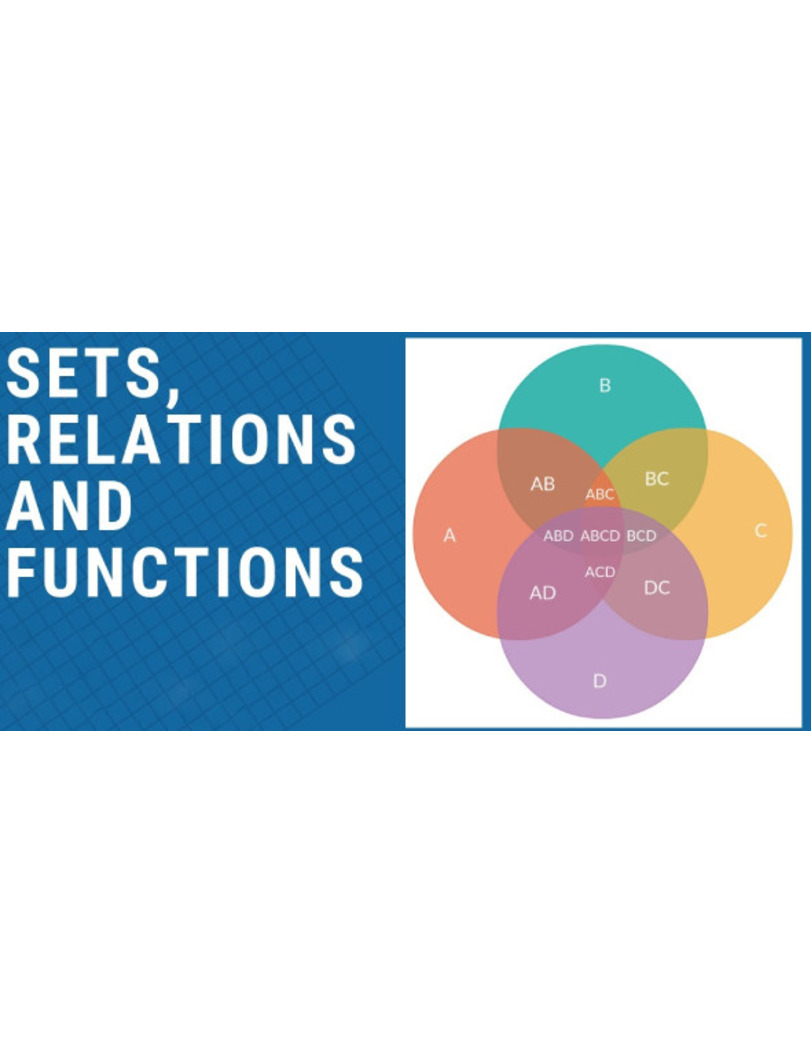 SETS,
RELATIONS
AND
FUNCTIONS
B
AB
BC
ABC
A
ABD ABCD BCD
C
ACD
AD
DC
D